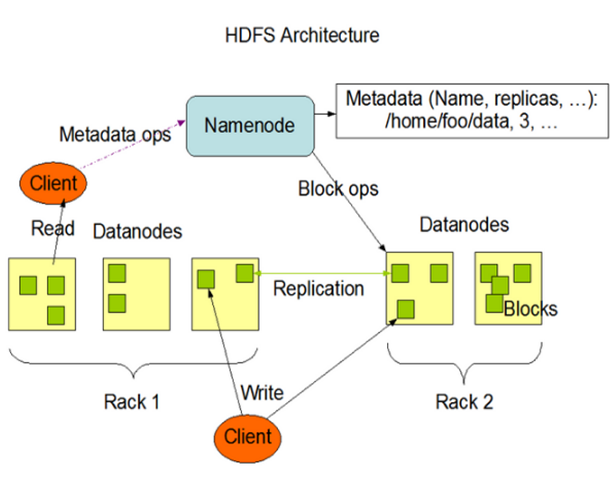 HDFS Architecture
Metadata (Name, replicas, ...):
/home/foo/data, 3, ...
Namenode
Metadata ops
Client
Block ops
Read
Datanodes
Datanodes
Replication
Blocks
Write
Rack 1
Rack 2
Client